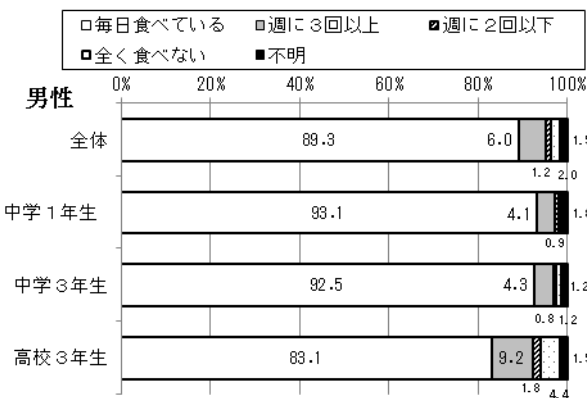 □毎日食べている ■週に３回以上 ■週に２回以下
■全く食べない ■不明
0% 20% 40% 60% 80% 100%
男性
全体 89.3 6.0
1.2 2.0
中学１年生 93.1 4.1 1.8
0.9
中学３年生 92.5 4.3 1.2
0.8 1.2
高校３年生 83.1 9.2
1.8 4.4